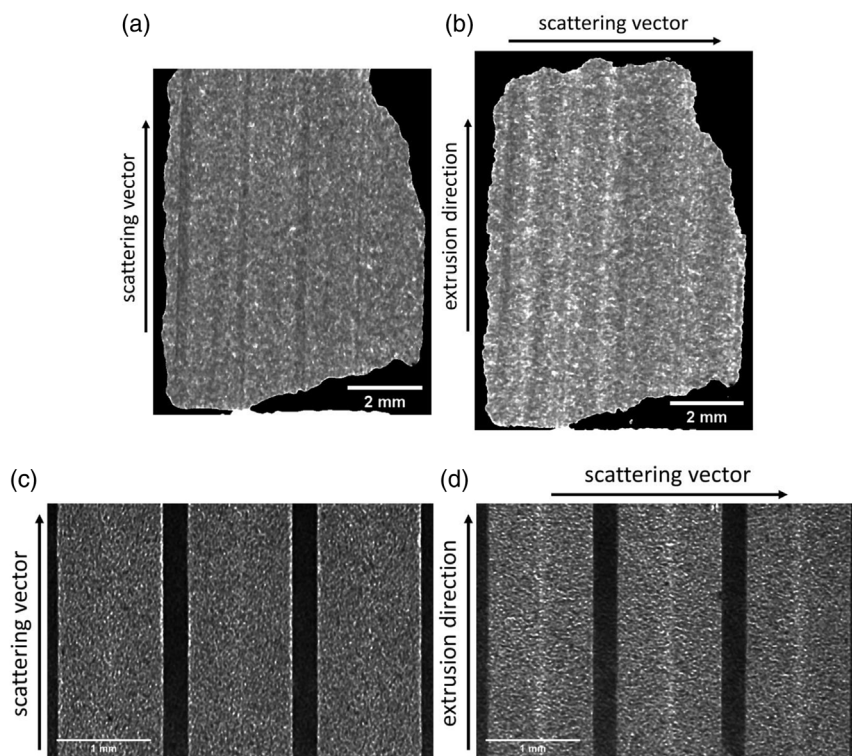 (a)
scattering vector
2 mm
(b)
scattering vector
extrusion direction
2 mm
(c)
scattering vector
1 mm
(d)
scattering vector
extrusion direction
1 mm